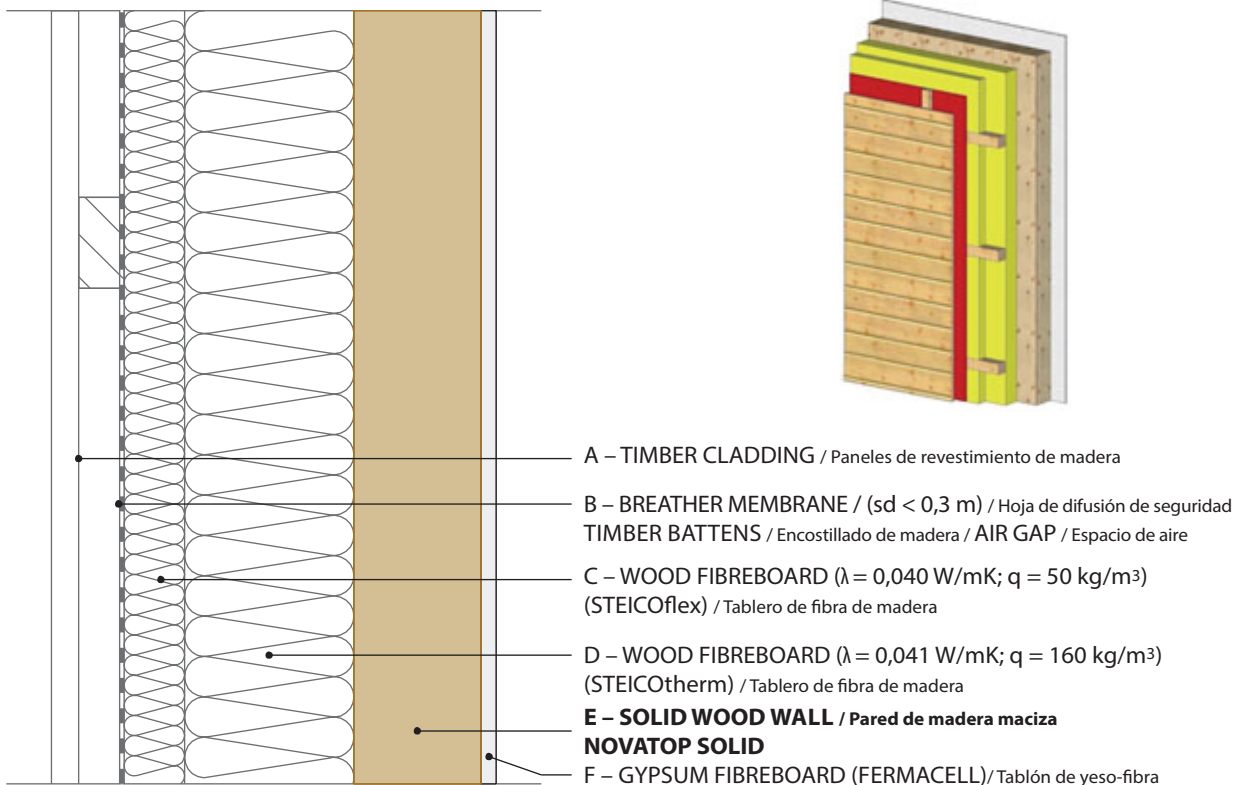 A – TIMBER CLADDING / Paneles de revestimiento de madera
B – BREATHER MEMBRANE / (sd < 0,3 m) / Hoja de difusión de seguridad
TIMBER BATTENS / Encostillado de madera / AIR GAP / Espacio de aire
C – WOOD FIBREBOARD (λ = 0,040 W/mK; q = 50 kg/m³)
(STEICOflex) / Tablero de fibra de madera
D – WOOD FIBREBOARD (λ = 0,041 W/mK; q = 160 kg/m³)
(STEICOtherm) / Tablero de fibra de madera
E – SOLID WOOD WALL / Pared de madera maciza
NOVATOP SOLID
F – GYPSUM FIBREBOARD (FERMACELL)/ Tablón de yeso-fibra